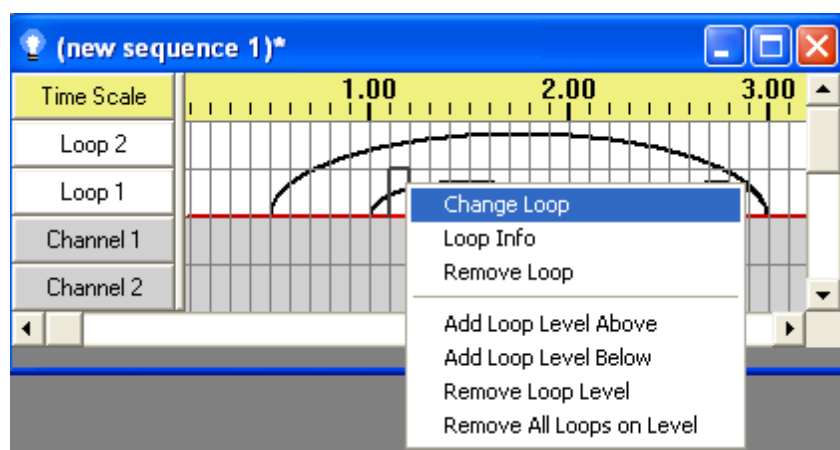 (new sequence 1)*
Time Scale
1.00 2.00 3.00
Loop 2
Loop 1
Channel 1
Channel 2
Change Loop
Loop Info
Remove Loop
Add Loop Level Above
Add Loop Level Below
Remove Loop Level
Remove All Loops on Level